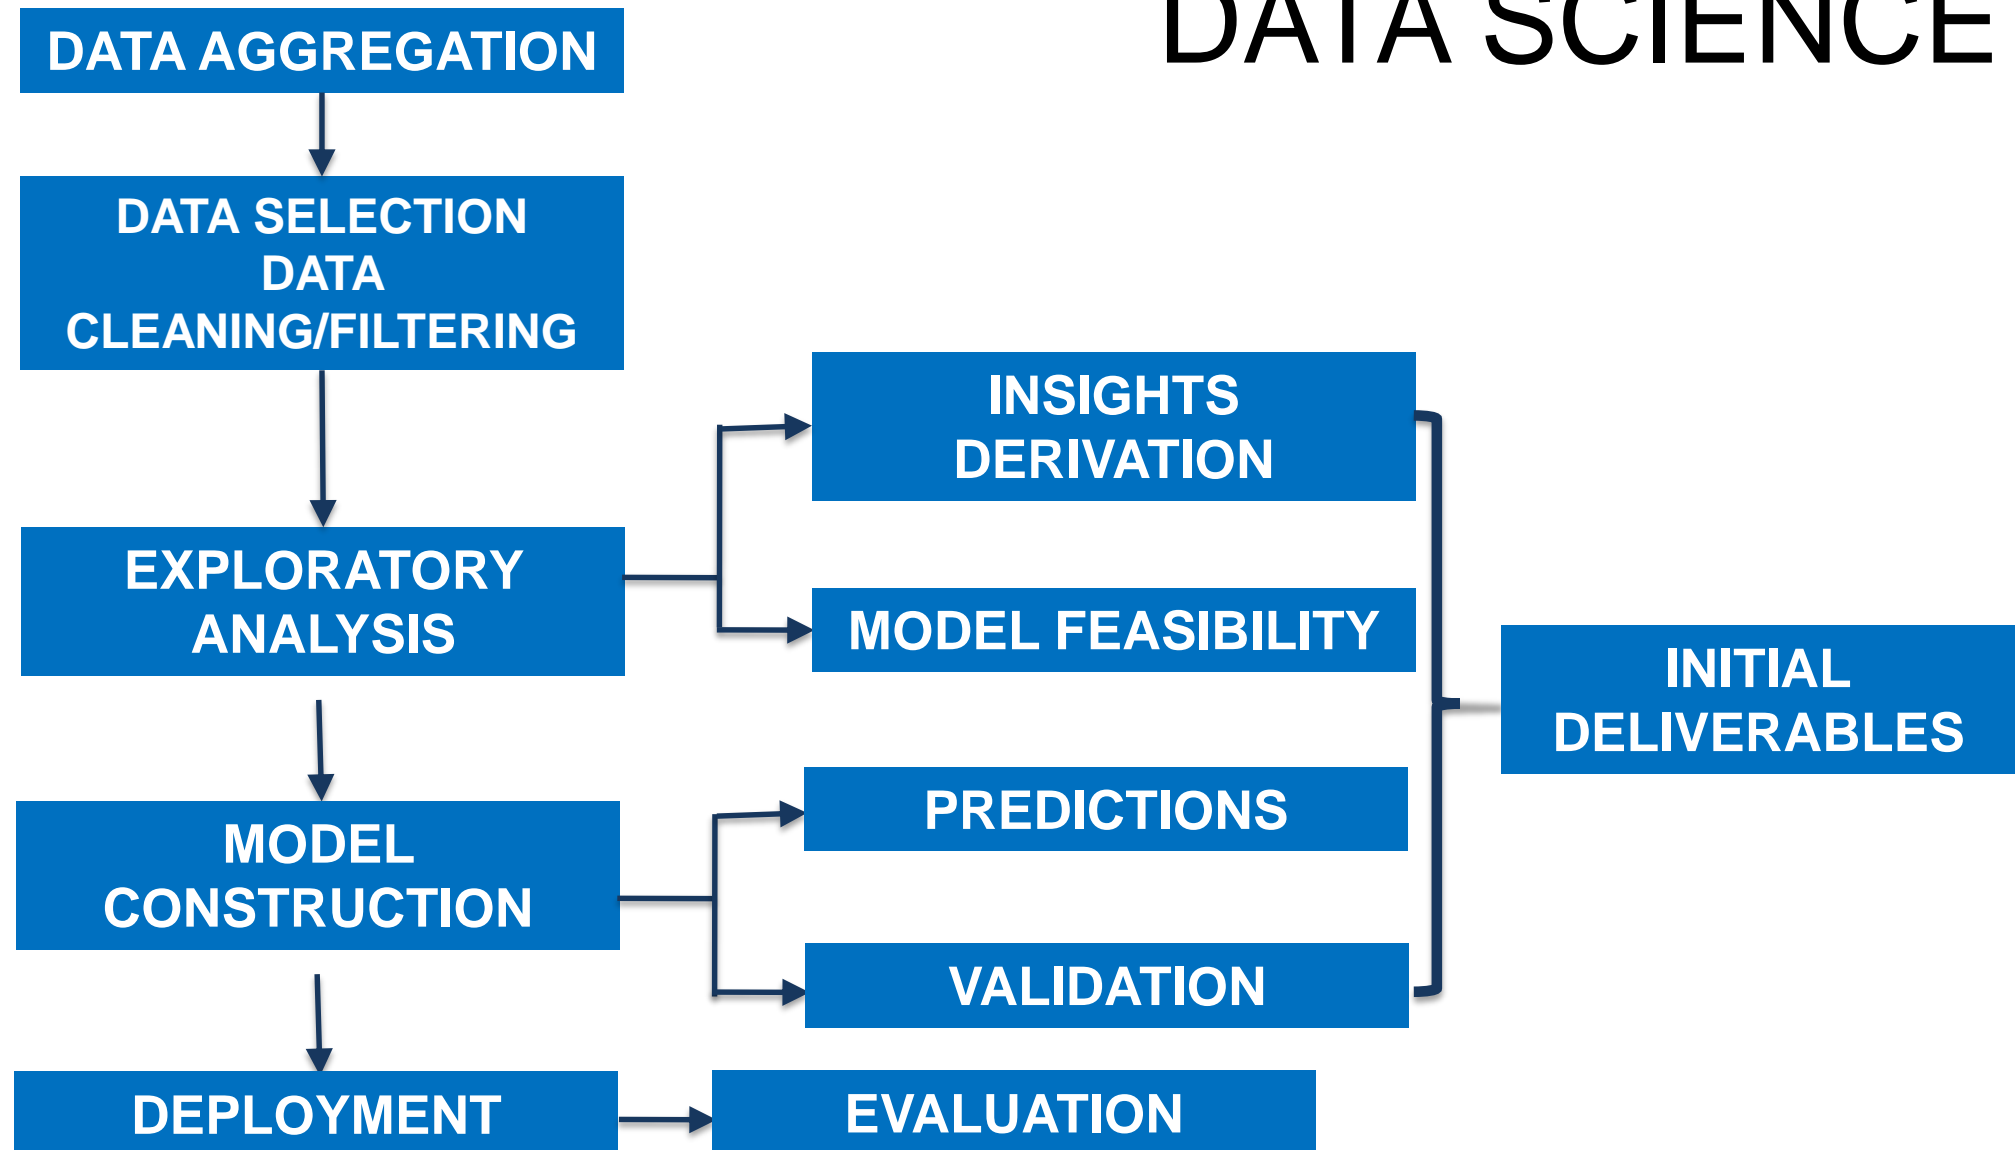 DATA SCIENCE
DATA AGGREGATION
DATA SELECTION
DATA
CLEANING/FILTERING
EXPLORATORY
ANALYSIS
INSIGHTS
DERIVATION
MODEL FEASIBILITY
MODEL
CONSTRUCTION
PREDICTIONS
VALIDATION
INITIAL
DELIVERABLES
DEPLOYMENT
EVALUATION